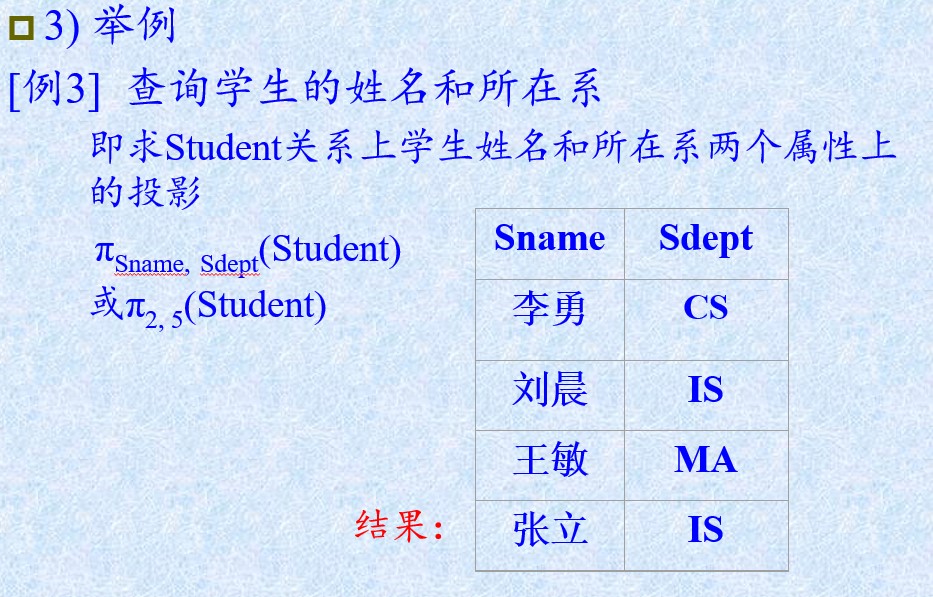 3) 举例
[例3] 查询学生的姓名和所在系
即求Student关系上学生姓名和所在系两个属性上
的投影
πSname, Sdept(Student)
或π2, 5(Student)
Sname Sdept
李勇 CS
刘晨 IS
王敏 MA
结果： 张立 IS